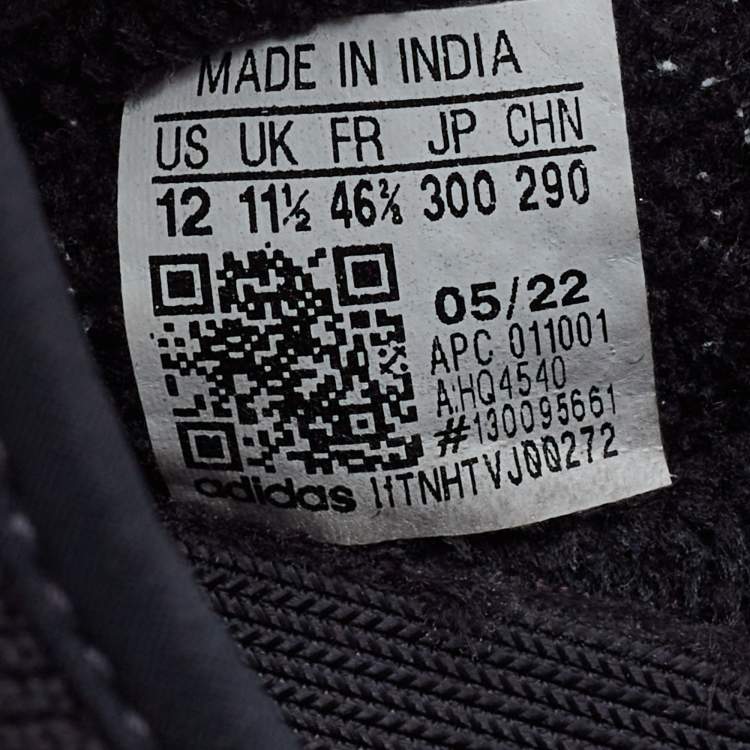 MADE IN INDIA
US UK FR JP CHN
12 11½ 46⅔ 300 290
05/22
APC 011001
A:HQ4540
#130095661
adidas 1fTNHTVJ00272